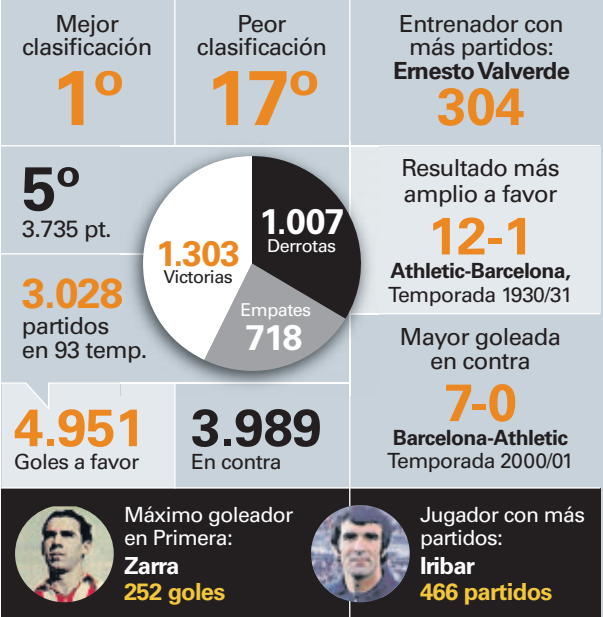 Mejor
clasificación
1º
Peor
clasificación
17º
Entrenador con
más partidos:
Ernesto Valverde
304
5º
3.735 pt.
1.303
Victorias
1.007
Derrotas
Empates
718
Resultado más
amplio a favor
12-1
Athletic-Barcelona,
Temporada 1930/31
3.028
partidos
en 93 temp.
Mayor goleada
en contra
7-0
Barcelona-Athletic
Temporada 2000/01
4.951
Goles a favor
3.989
En contra
Máximo goleador
en Primera:
Zarra
252 goles
Jugador con más
partidos:
Iribar
466 partidos